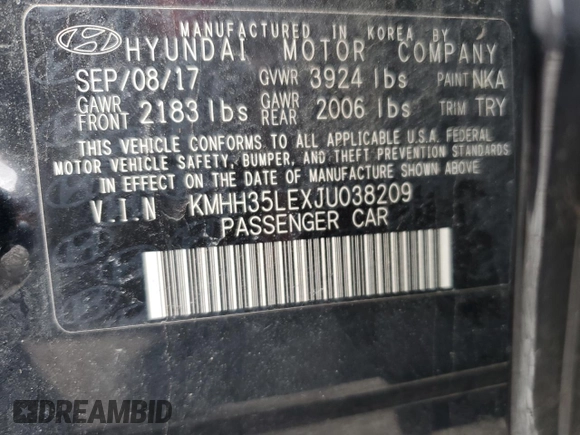 MANUFACTURED IN KOREA BY
HYUNDAI MOTOR COMPANY
SEP/08/17 GVWR 3924 lbs PAINT NKA
GAWR FRONT 2183 lbs GAWR REAR 2006 lbs TRIM TRY
THIS VEHICLE CONFORMS TO ALL APPLICABLE U.S.A. FEDERAL
MOTOR VEHICLE SAFETY, BUMPER, AND THEFT PREVENTION STANDARDS
IN EFFECT ON THE DATE OF MANUFACTURE SHOWN ABOVE.
V.I.N KMHH35LEXJU038209
PASSENGER CAR
DREAMBID